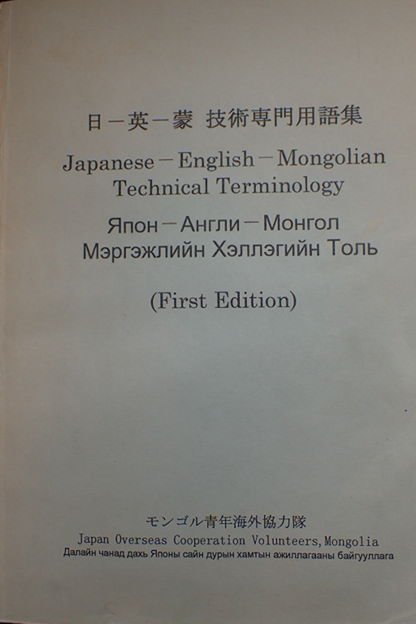 日－英－蒙 技術専門用語集
Japanese－English－Mongolian
Technical Terminology
Япон－Англи－Монгол
Мэргэжлийн Хэллэгийн Толь
(First Edition)
モンゴル青年海外協力隊
Japan Overseas Cooperation Volunteers,Mongolia
Далайн чанад дахь Японы сайн дурын хамтын ажиллагааны байгууллага